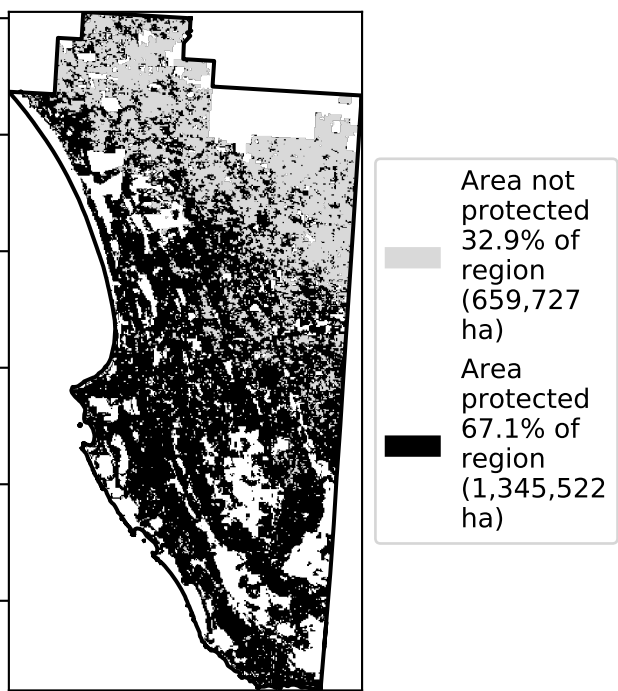 Area not
protected
32.9% of
region
(659,727
ha)
Area
protected
67.1% of
region
(1,345,522
ha)